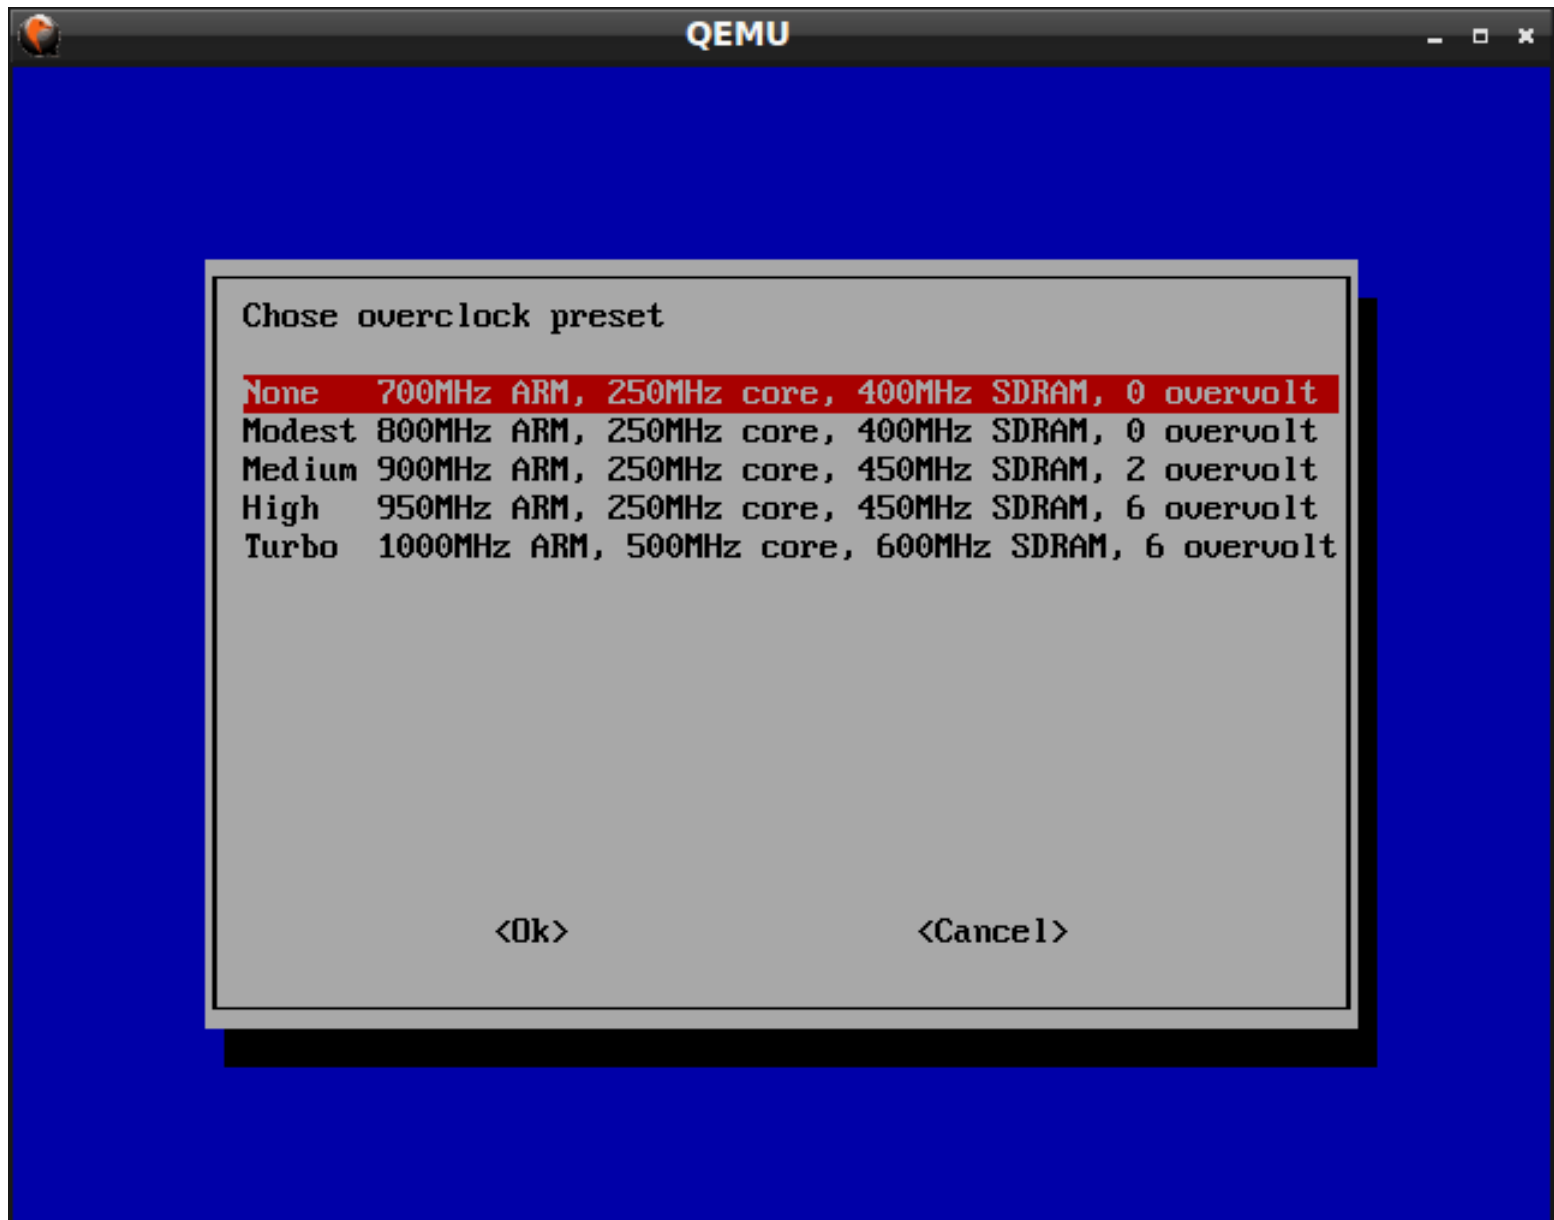 QEMU
Chose overclock preset
None 700MHz ARM, 250MHz core, 400MHz SDRAM, 0 overvolt
Modest 800MHz ARM, 250MHz core, 400MHz SDRAM, 0 overvolt
Medium 900MHz ARM, 250MHz core, 450MHz SDRAM, 2 overvolt
High 950MHz ARM, 250MHz core, 450MHz SDRAM, 6 overvolt
Turbo 1000MHz ARM, 500MHz core, 600MHz SDRAM, 6 overvolt
<Ok> <Cancel>